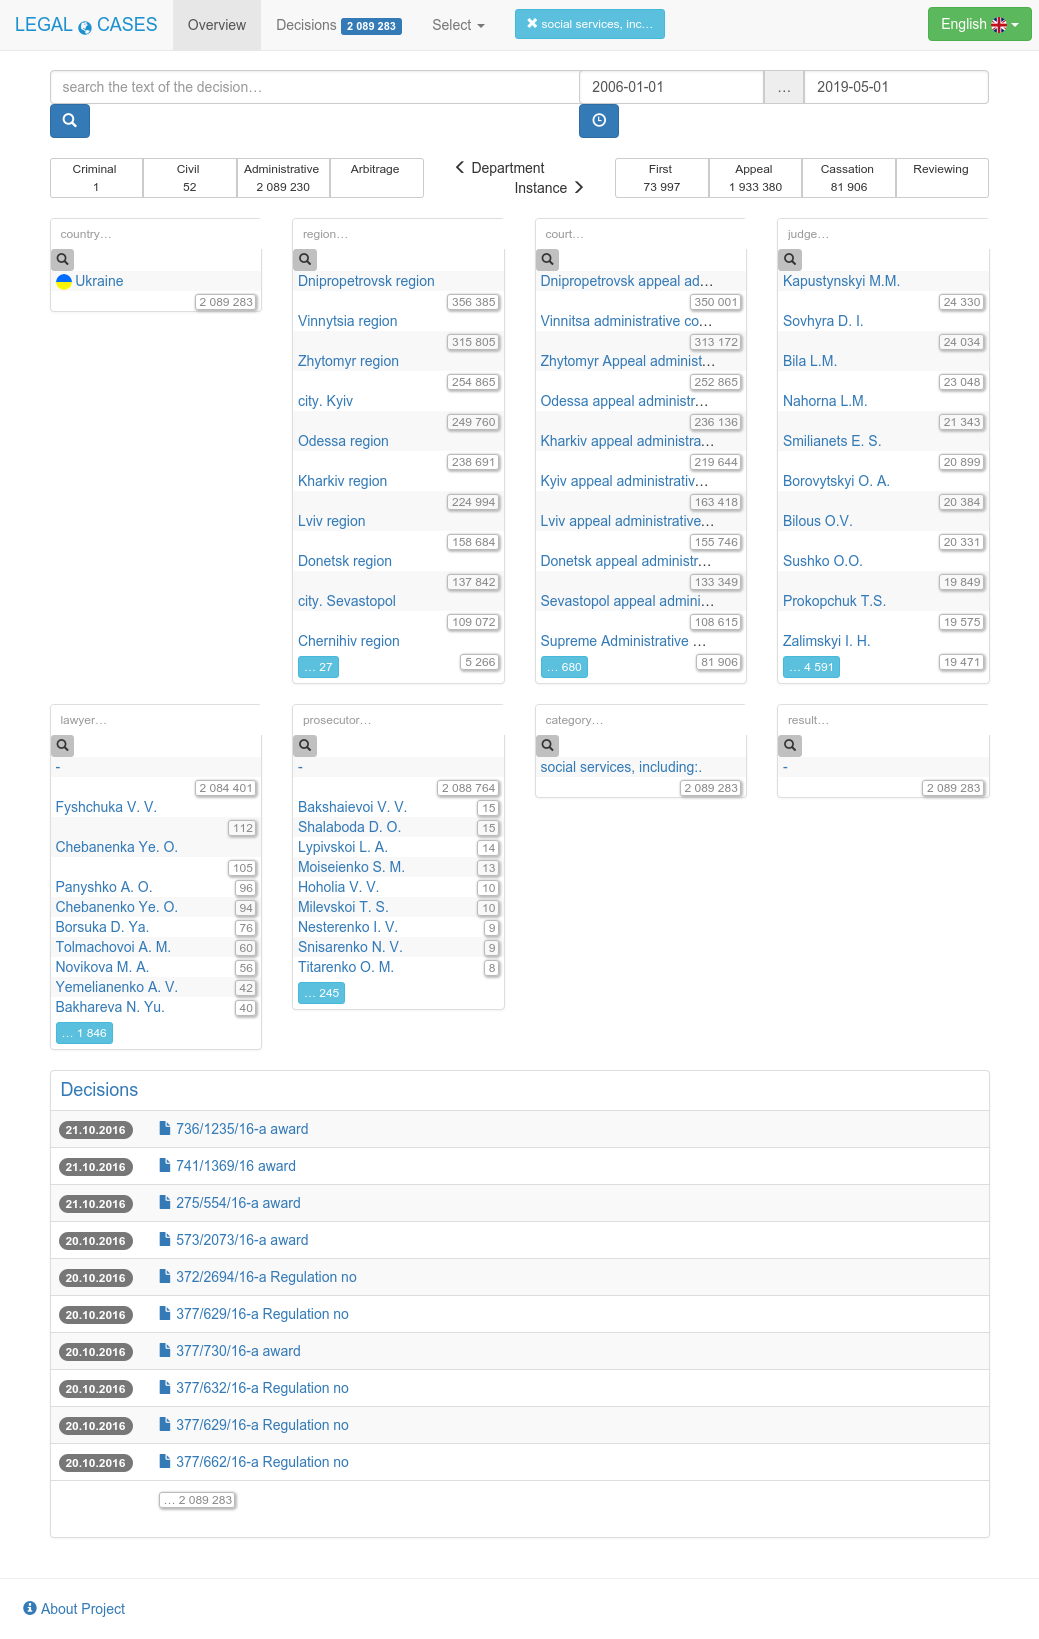 LEGAL CASES Overview Decisions 2 089 283 Select social services, inc... English
search the text of the decision... 2006-01-01 ... 2019-05-01
Criminal Civil Administrative Arbitrage Department First Appeal Cassation Reviewing
1 52 2 089 230 Instance 73 997 1 933 380 81 906
country...
Ukraine
2 089 283
region...
Dnipropetrovsk region
356 385
Vinnytsia region
315 805
Zhytomyr region
254 865
city. Kyiv
249 760
Odessa region
238 691
Kharkiv region
224 994
Lviv region
158 684
Donetsk region
137 842
city. Sevastopol
109 072
Chernihiv region
... 27 5 266
court...
Dnipropetrovsk appeal ad...
350 001
Vinnitsa administrative co...
313 172
Zhytomyr Appeal administ...
252 865
Odessa appeal administr...
236 136
Kharkiv appeal administra...
219 644
Kyiv appeal administrativ...
163 418
Lviv appeal administrative...
155 746
Donetsk appeal administr...
133 349
Sevastopol appeal admini...
108 615
Supreme Administrative ...
... 680 81 906
judge...
Kapustynskyi M.M.
24 330
Sovhyra D. I.
24 034
Bila L.M.
23 048
Nahorna L.M.
21 343
Smilianets E. S.
20 899
Borovytskyi O. A.
20 384
Bilous O.V.
20 331
Sushko O.O.
19 849
Prokopchuk T.S.
19 575
Zalimskyi I. H.
... 4 591 19 471
lawyer...
-
2 084 401
Fyshchuka V. V.
112
Chebanenka Ye. O.
105
Panyshko A. O. 96
Chebanenko Ye. O. 94
Borsuka D. Ya. 76
Tolmachovoi A. M. 60
Novikova M. A. 56
Yemelianenko A. V. 42
Bakhareva N. Yu. 40
... 1 846
prosecutor...
-
2 088 764
Bakshaievoi V. V. 15
Shalaboda D. O. 15
Lypivskoi L. A. 14
Moiseienko S. M. 13
Hoholia V. V. 10
Milevskoi T. S. 10
Nesterenko I. V. 9
Snisarenko N. V. 9
Titarenko O. M. 8
... 245
category...
social services, including:.
2 089 283
result...
-
2 089 283
Decisions
21.10.2016 736/1235/16-a award
21.10.2016 741/1369/16 award
21.10.2016 275/554/16-a award
20.10.2016 573/2073/16-a award
20.10.2016 372/2694/16-a Regulation no
20.10.2016 377/629/16-a Regulation no
20.10.2016 377/730/16-a award
20.10.2016 377/632/16-a Regulation no
20.10.2016 377/629/16-a Regulation no
20.10.2016 377/662/16-a Regulation no
... 2 089 283
About Project